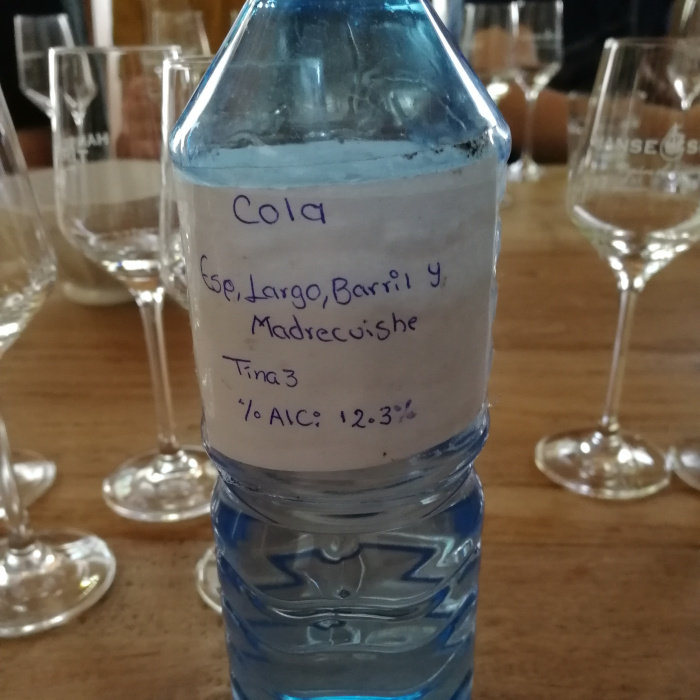 Cola
Esp, Largo, Barril y
Madrecuishe
Tina 3
% Alc: 12.3%